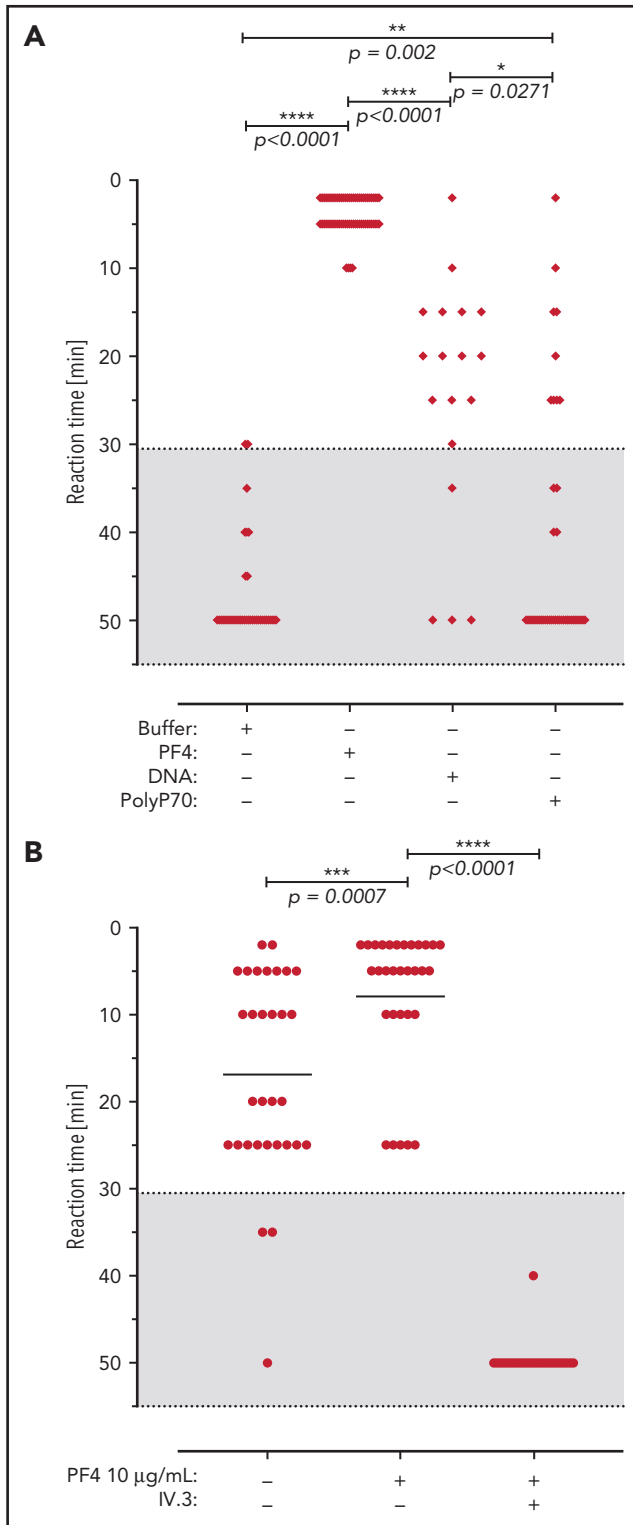 A
**
p = 0.002
*
p = 0.0271
****
p<0.0001
****
p<0.0001
0
10
20
30
40
50
Reaction time [min]
Buffer: + – – –
PF4: – + – –
DNA: – – + –
PolyP70: – – – +
B
****
p<0.0001
***
p = 0.0007
0
10
20
30
40
50
Reaction time [min]
PF4 10 μg/mL: – + +
IV.3: – – +